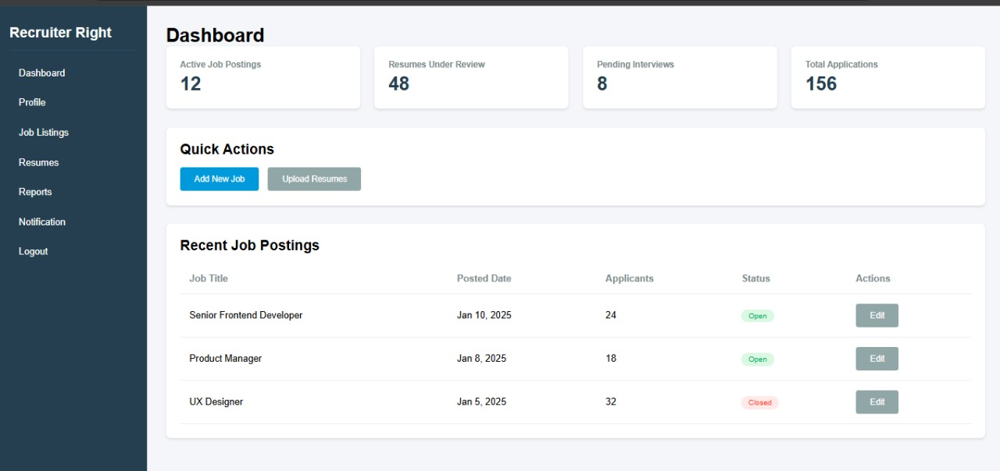 Recruiter Right
Dashboard
Profile
Job Listings
Resumes
Reports
Notification
Logout
Dashboard
Active Job Postings
12
Resumes Under Review
48
Pending Interviews
8
Total Applications
156
Quick Actions
Add New Job Upload Resumes
Recent Job Postings
Job Title Posted Date Applicants Status Actions
Senior Frontend Developer Jan 10, 2025 24 Open Edit
Product Manager Jan 8, 2025 18 Open Edit
UX Designer Jan 5, 2025 32 Closed Edit